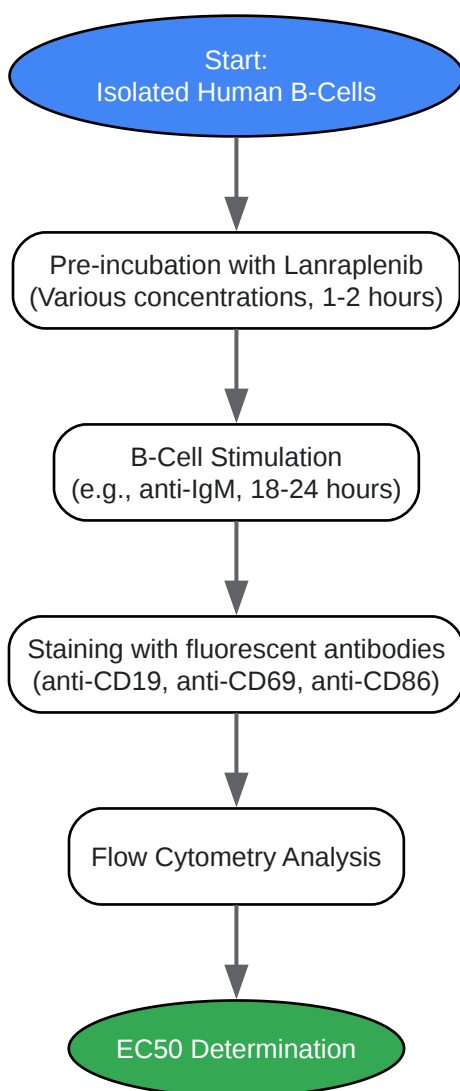 Start:
Isolated Human B-Cells
Pre-incubation with Lanraplenib
(Various concentrations, 1-2 hours)
B-Cell Stimulation
(e.g., anti-IgM, 18-24 hours)
Staining with fluorescent antibodies
(anti-CD19, anti-CD69, anti-CD86)
Flow Cytometry Analysis
EC50 Determination